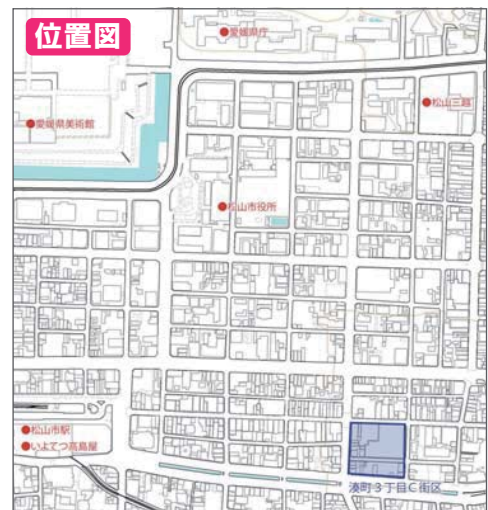 位置図
●愛媛県庁
●松山三越
●愛媛県美術館
●松山市役所
●松山市駅
●いよてつ高島屋
湊町3丁目C街区